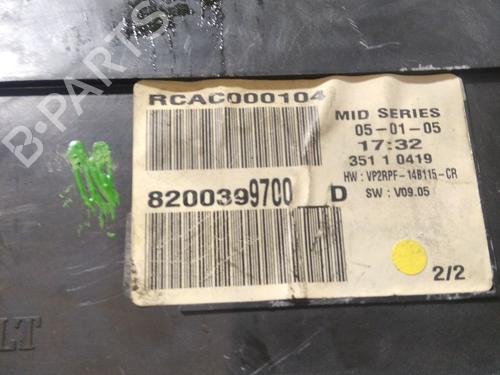 RCAC000104
MID SERIES
05-01-05
17:32
351 1 0419
HW : VP2RPF-14B115-CR
SW : V09.05
8200399700 D
2/2
B-PARTS
LT